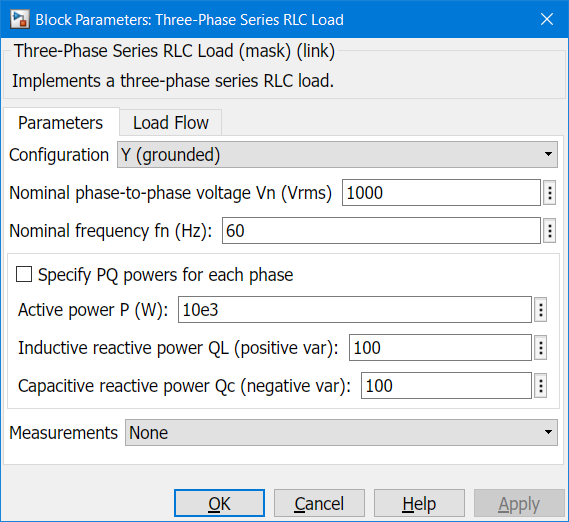 Block Parameters: Three-Phase Series RLC Load
Three-Phase Series RLC Load (mask) (link)
Implements a three-phase series RLC load.
Parameters Load Flow
Configuration Y (grounded)
Nominal phase-to-phase voltage Vn (Vrms) 1000
Nominal frequency fn (Hz): 60
Specify PQ powers for each phase
Active power P (W): 10e3
Inductive reactive power QL (positive var): 100
Capacitive reactive power Qc (negative var): 100
Measurements None
OK Cancel Help Apply